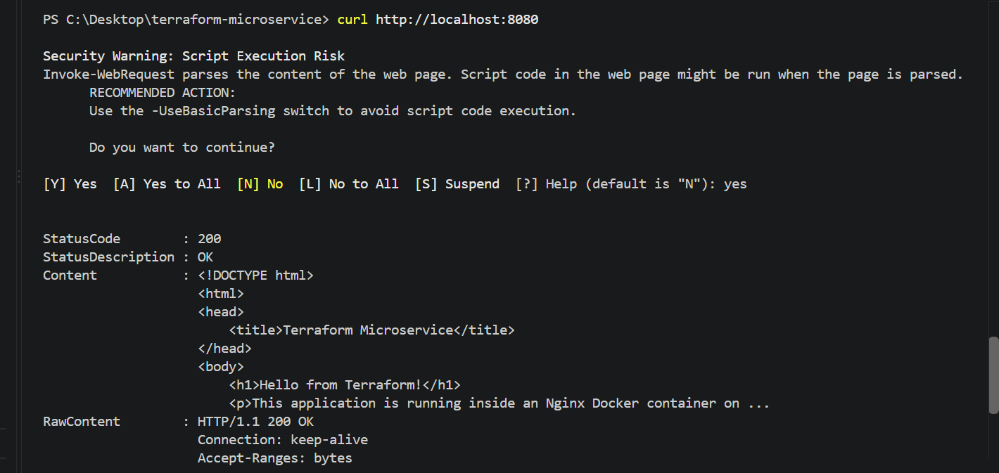 PS C:\Desktop\terraform-microservice> curl http://localhost:8080
Security Warning: Script Execution Risk
Invoke-WebRequest parses the content of the web page. Script code in the web page might be run when the page is parsed.
      RECOMMENDED ACTION:
      Use the -UseBasicParsing switch to avoid script code execution.
      Do you want to continue?
[Y] Yes  [A] Yes to All  [N] No  [L] No to All  [S] Suspend  [?] Help (default is "N"): yes
StatusCode        : 200
StatusDescription : OK
Content           : <!DOCTYPE html>
                    <html>
                    <head>
                        <title>Terraform Microservice</title>
                    </head>
                    <body>
                        <h1>Hello from Terraform!</h1>
                        <p>This application is running inside an Nginx Docker container on ...
RawContent        : HTTP/1.1 200 OK
                    Connection: keep-alive
                    Accept-Ranges: bytes